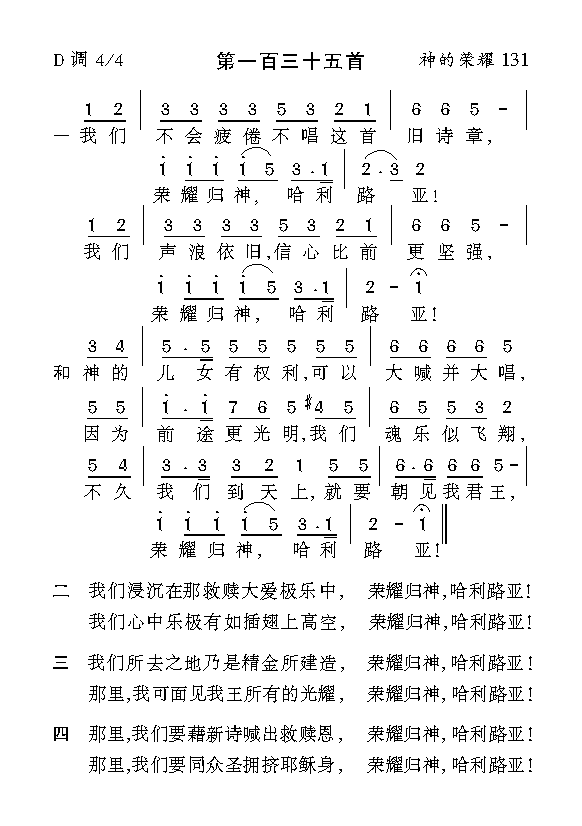 D 调 4/4 第一百三十五首 神的荣耀 131
1 2 | 3 3 3 3 5 3 2 1 | 6 6 5 -
一 我们 不会疲倦不唱这首 旧诗章,
1 1 1 1 5 3 . 1 | 2 . 3 2
荣耀归神, 哈利路亚!
1 2 | 3 3 3 3 5 3 2 1 | 6 6 5 -
我们 声浪依旧,信心比前 更坚强,
1 1 1 1 5 3 . 1 | 2 - 1
荣耀归神, 哈利路亚!
3 4 | 5 . 5 5 5 5 5 5 | 6 6 6 6 5
和神的 儿女有权利,可以 大喊并大唱,
5 5 | 1 . 1 7 6 5 #4 5 | 6 5 5 3 2
因为 前途更光明,我们 魂乐似飞翔,
5 4 | 3 . 3 3 2 1 5 5 | 6 . 6 6 6 5 -
不久 我们到天上,就要 朝见我君王,
1 1 1 1 5 3 . 1 | 2 - 1
荣耀归神, 哈利路亚!
二 我们浸沉在那救赎大爱极乐中, 荣耀归神,哈利路亚!
我们心中乐极有如插翅上高空, 荣耀归神,哈利路亚!
三 我们所去之地乃是精金所建造, 荣耀归神,哈利路亚!
那里,我可面见我王所有的光耀, 荣耀归神,哈利路亚!
四 那里,我们要藉新诗喊出救赎恩, 荣耀归神,哈利路亚!
那里,我们要同众圣拥挤耶稣身, 荣耀归神,哈利路亚!